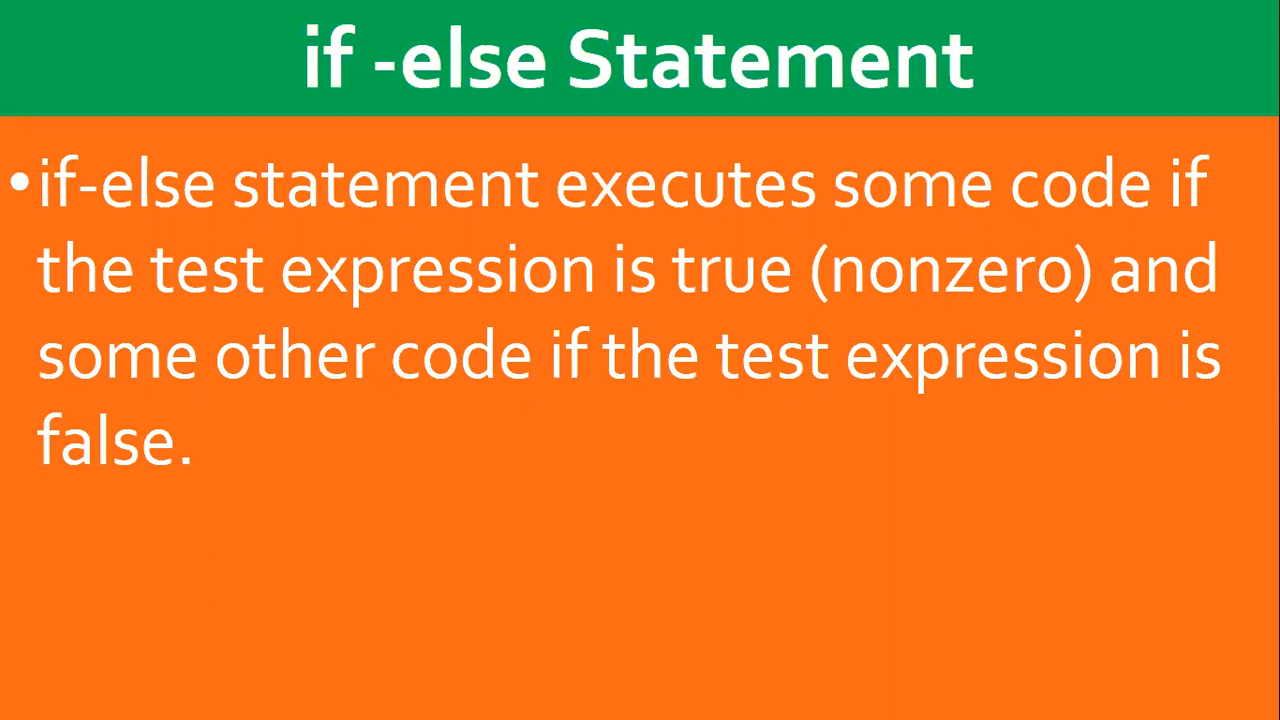 if -else Statement
•if-else statement executes some code if
the test expression is true (nonzero) and
some other code if the test expression is
false.